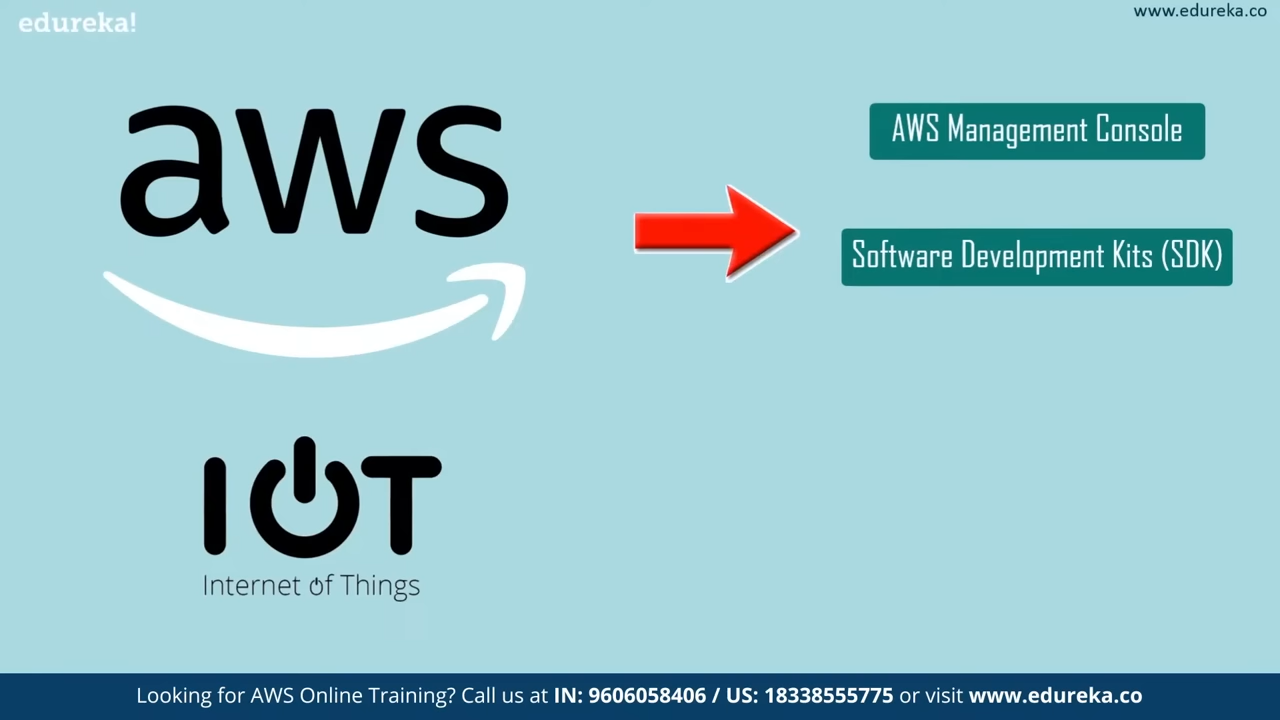 edureka!
www.edureka.co
aws
AWS Management Console
Software Development Kits (SDK)
IOT
Internet of Things
Looking for AWS Online Training? Call us at IN: 9606058406 / US: 18338555775 or visit www.edureka.co